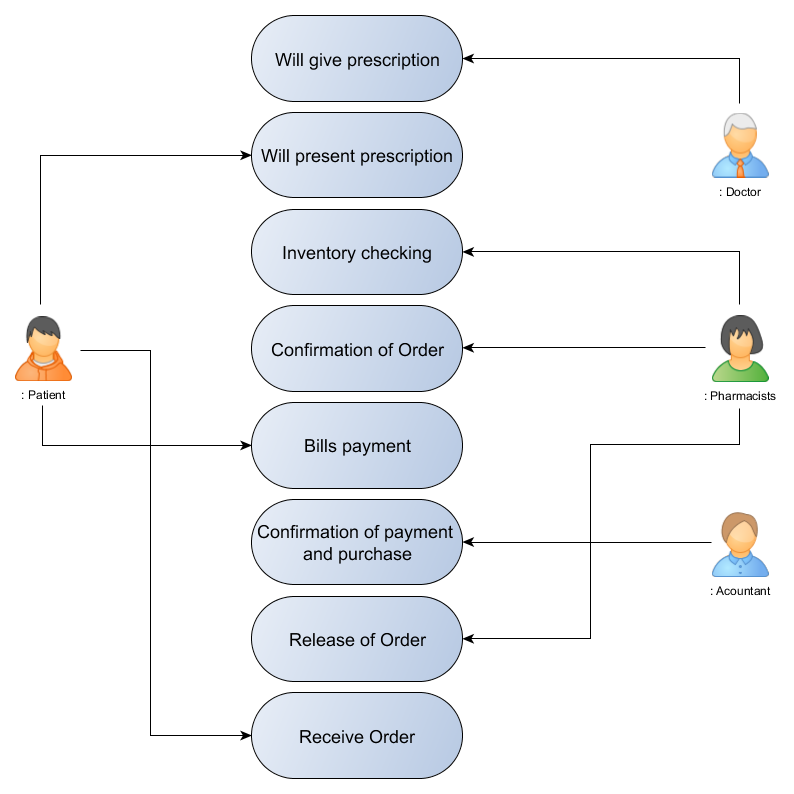 Will give prescription
: Doctor
Will present prescription
Inventory checking
: Patient
Confirmation of Order
: Pharmacists
Bills payment
Confirmation of payment
and purchase
: Acountant
Release of Order
Receive Order